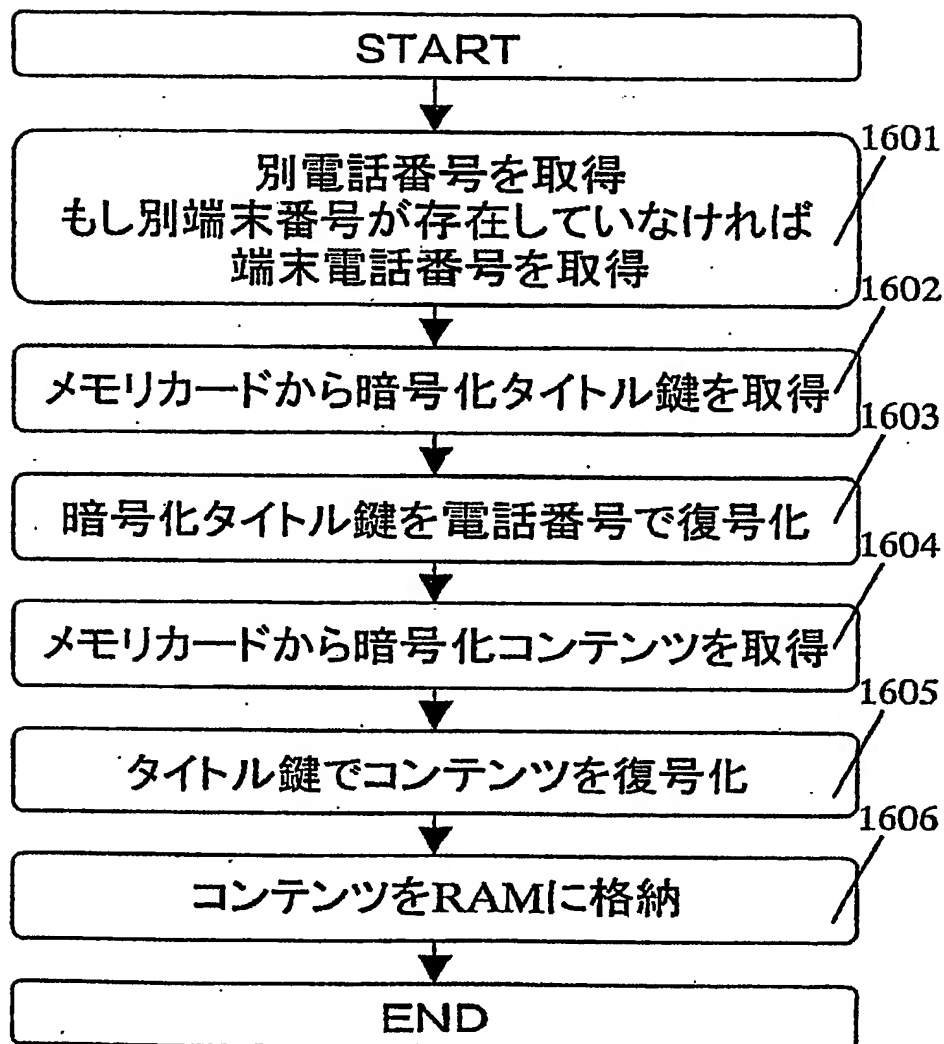 START
1601
別電話番号を取得
もし別端末番号が存在していなければ
端末電話番号を取得
1602
メモリカードから暗号化タイトル鍵を取得
1603
暗号化タイトル鍵を電話番号で復号化
1604
メモリカードから暗号化コンテンツを取得
1605
タイトル鍵でコンテンツを復号化
1606
コンテンツをRAMに格納
END